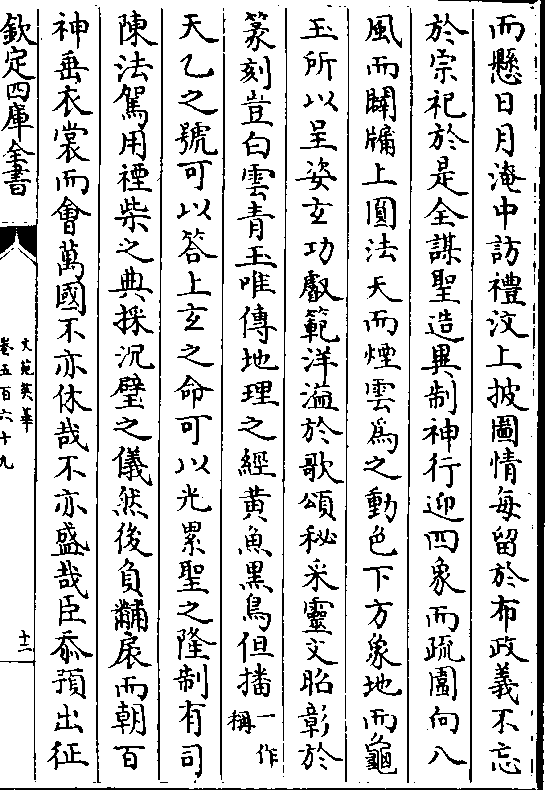 而懸日月淹中訪禮汶上披圖情每留於布政義不忘
於宗祀於是全謀聖造異制神行迎四象而疏闈向八
風而闢牖上圓法天而煙雲為之動色下方象地而龜
玉所以呈姿玄功叡範洋溢於歌頌秘采靈文昭彰於
篆刻豈白雲青玉唯傳地理之經黃魚黑鳥但播一作稱
天乙之號可以答上玄之命可以光累聖之隆制有司
陳法駕用禋柴之典採沉璧之儀然後負黼扆而朝百
神垂衣裳而會萬國不亦休哉不亦盛哉臣忝預出征
欽定四庫全書
文苑英華
卷五百六十九
十二